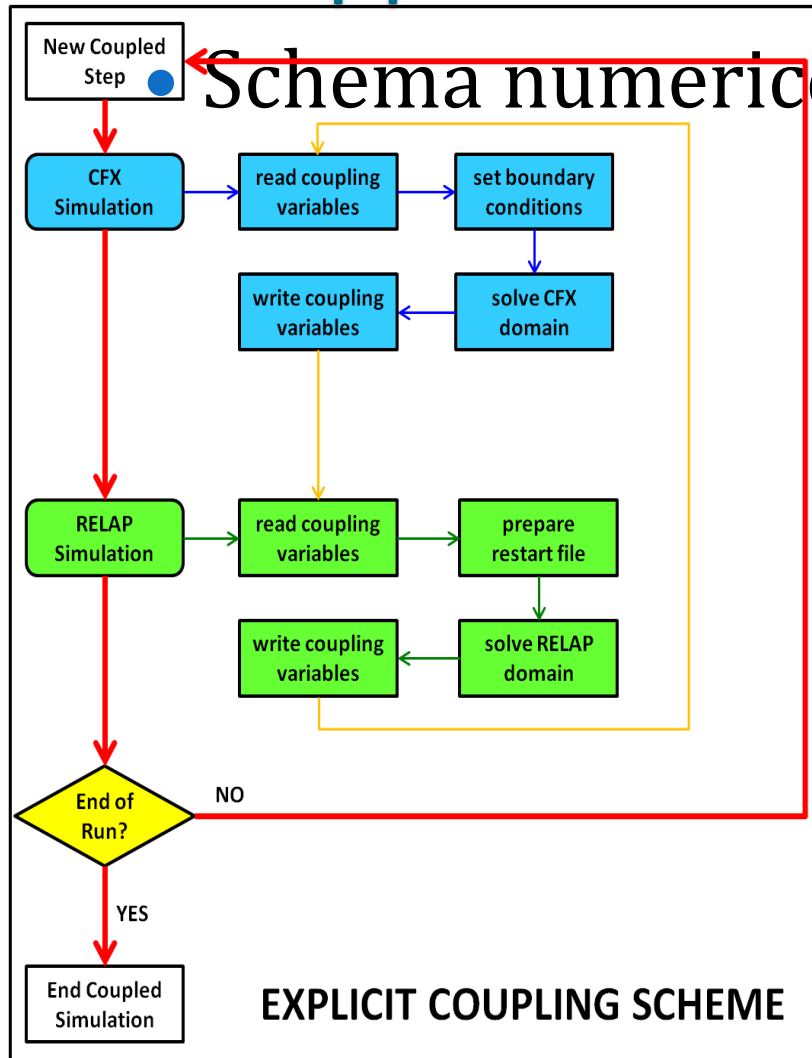 New Coupled
Step
Schema numerico
CFX
Simulation
read coupling
variables
set boundary
conditions
write coupling
variables
solve CFX
domain
RELAP
Simulation
read coupling
variables
prepare
restart file
write coupling
variables
solve RELAP
domain
End of
Run?
NO
YES
End Coupled
Simulation
EXPLICIT COUPLING SCHEME